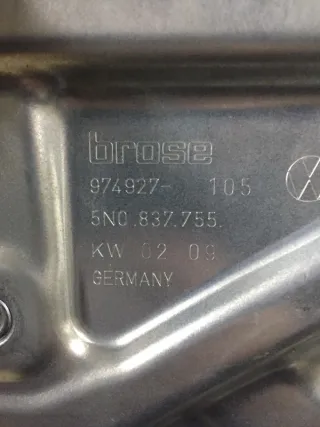 brose
974927- 105
5N0.837.755.
KW 02 09
GERMANY